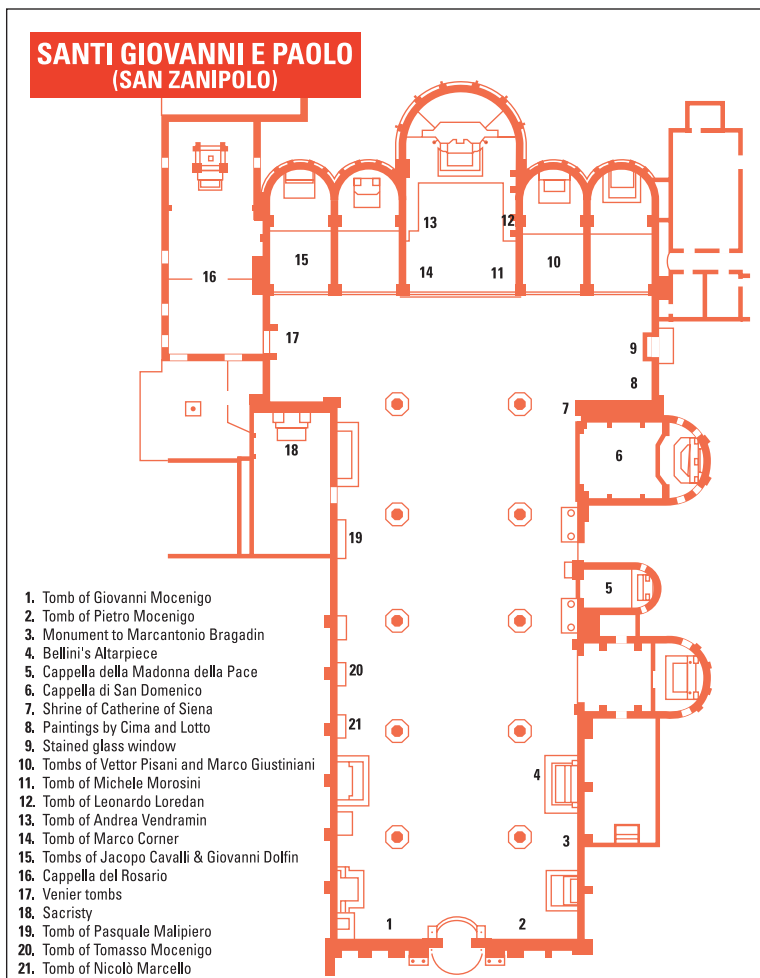 SANTI GIOVANNI E PAOLO
(SAN ZANIPOLO)
13
12
15
14
11
10
16
17
9
8
7
6
18
19
5
20
21
4
3
1
2
1. Tomb of Giovanni Mocenigo
2. Tomb of Pietro Mocenigo
3. Monument to Marcantonio Bragadin
4. Bellini's Altarpiece
5. Cappella della Madonna della Pace
6. Cappella di San Domenico
7. Shrine of Catherine of Siena
8. Paintings by Cima and Lotto
9. Stained glass window
10. Tombs of Vettor Pisani and Marco Giustiniani
11. Tomb of Michele Morosini
12. Tomb of Leonardo Loredan
13. Tomb of Andrea Vendramin
14. Tomb of Marco Corner
15. Tombs of Jacopo Cavalli & Giovanni Dolfin
16. Cappella del Rosario
17. Venier tombs
18. Sacristy
19. Tomb of Pasquale Malipiero
20. Tomb of Tomasso Mocenigo
21. Tomb of Nicolò Marcello